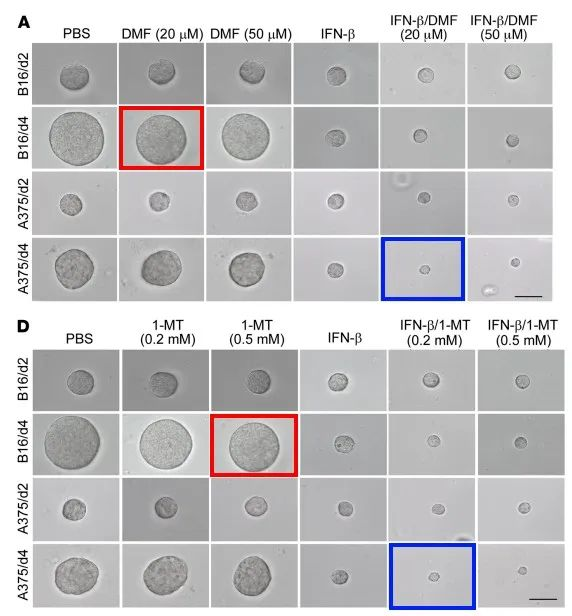 A
PBS DMF (20 μM) DMF (50 μM) IFN-β IFN-β/DMF (20 μM) IFN-β/DMF (50 μM)
B16/d2
B16/d4
A375/d2
A375/d4
D
PBS 1-MT (0.2 mM) 1-MT (0.5 mM) IFN-β IFN-β/1-MT (0.2 mM) IFN-β/1-MT (0.5 mM)
B16/d2
B16/d4
A375/d2
A375/d4